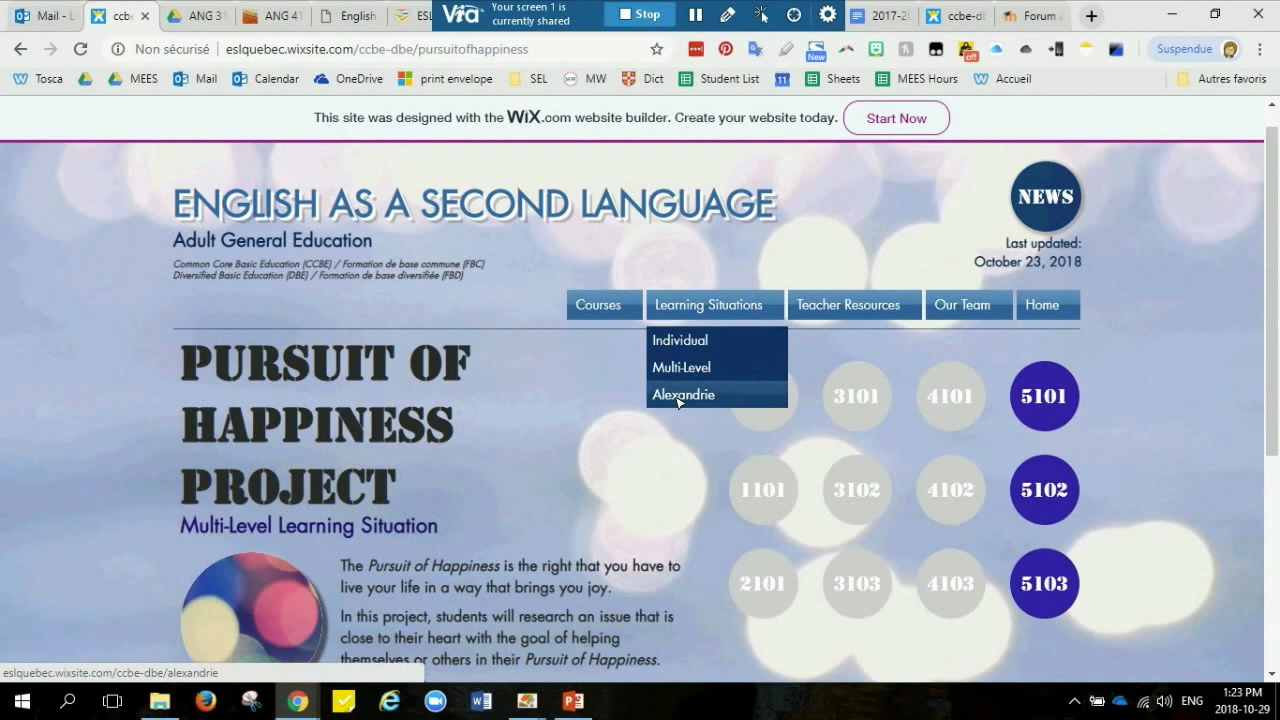 Mail - L
ccbc
ANG 31
ANG 41
English
ESL
Via
Your screen 1 is
currently shared
Stop
2017-20
ccbe-d
Forum
Non sécurisé
eslquebec.wixsite.com/ccbe-dbe/pursuitofhappiness
New
off
Suspendue
Tosca
MEES
Mail
Calendar
OneDrive
print envelope
SEL
MW
Dict
Student List
11
Sheets
MEES Hours
Accueil
Autres favoris
This site was designed with the WiX.com website builder. Create your website today.
Start Now
ENGLISH AS A SECOND LANGUAGE
Adult General Education
Common Core Basic Education (CCBE) / Formation de base commune (FBC)
Diversified Basic Education (DBE) / Formation de base diversifiée (FBD)
NEWS
Last updated:
October 23, 2018
Courses
Learning Situations
Teacher Resources
Our Team
Home
Individual
Multi-Level
Alexandrie
PURSUIT OF
HAPPINESS
PROJECT
Multi-Level Learning Situation
3101
4101
5101
1101
3102
4102
5102
2101
3103
4103
5103
The Pursuit of Happiness is the right that you have to
live your life in a way that brings you joy.
In this project, students will research an issue that is
close to their heart with the goal of helping
themselves or others in their Pursuit of Happiness.
eslquebec.wixsite.com/ccbe-dbe/alexandrie
ENG
1:23 PM
2018-10-29